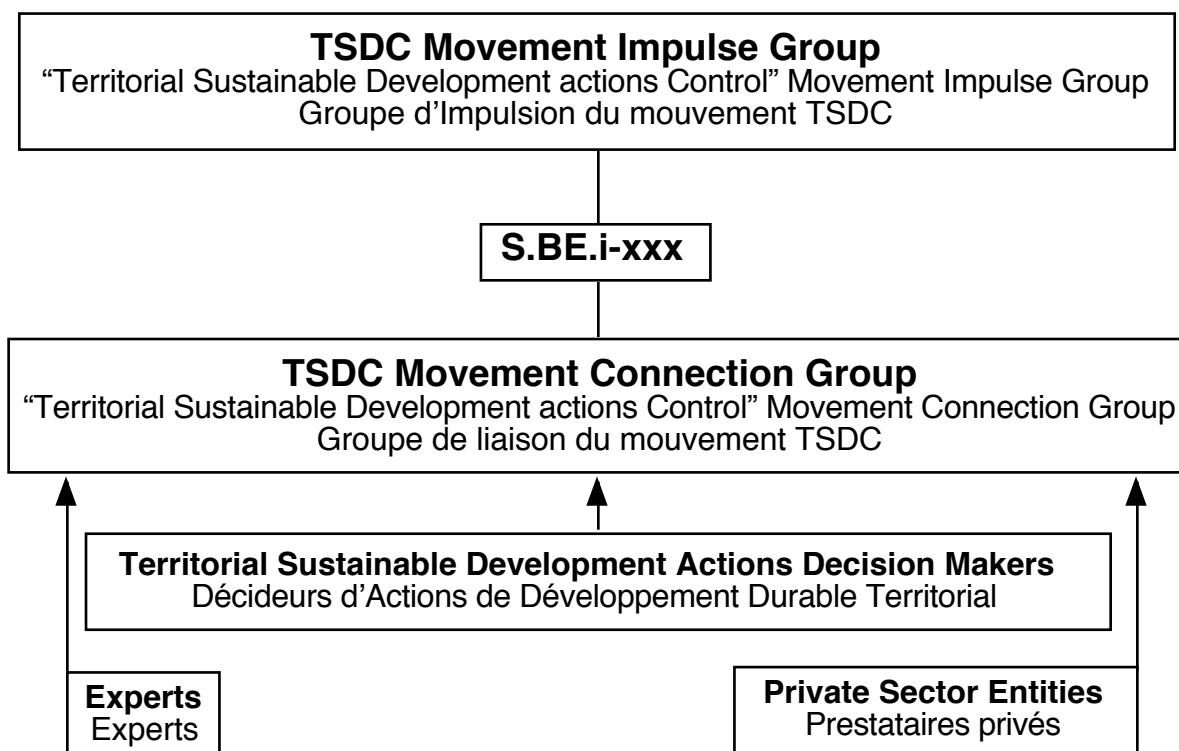 TSDC Movement Impulse Group
“Territorial Sustainable Development actions Control” Movement Impulse Group
Groupe d’Impulsion du mouvement TSDC
S.BE.i-xxx
TSDC Movement Connection Group
“Territorial Sustainable Development actions Control” Movement Connection Group
Groupe de liaison du mouvement TSDC
Territorial Sustainable Development Actions Decision Makers
Décideurs d’Actions de Développement Durable Territorial
Experts
Experts
Private Sector Entities
Prestataires privés